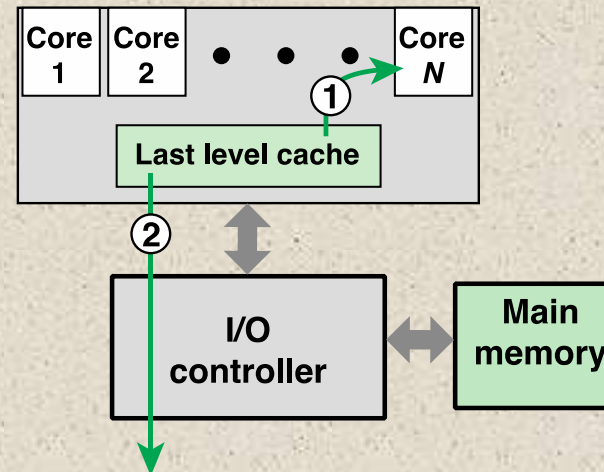 Core
1
Core
2
Core
N
1
Last level cache
2
I/O
controller
Main
memory